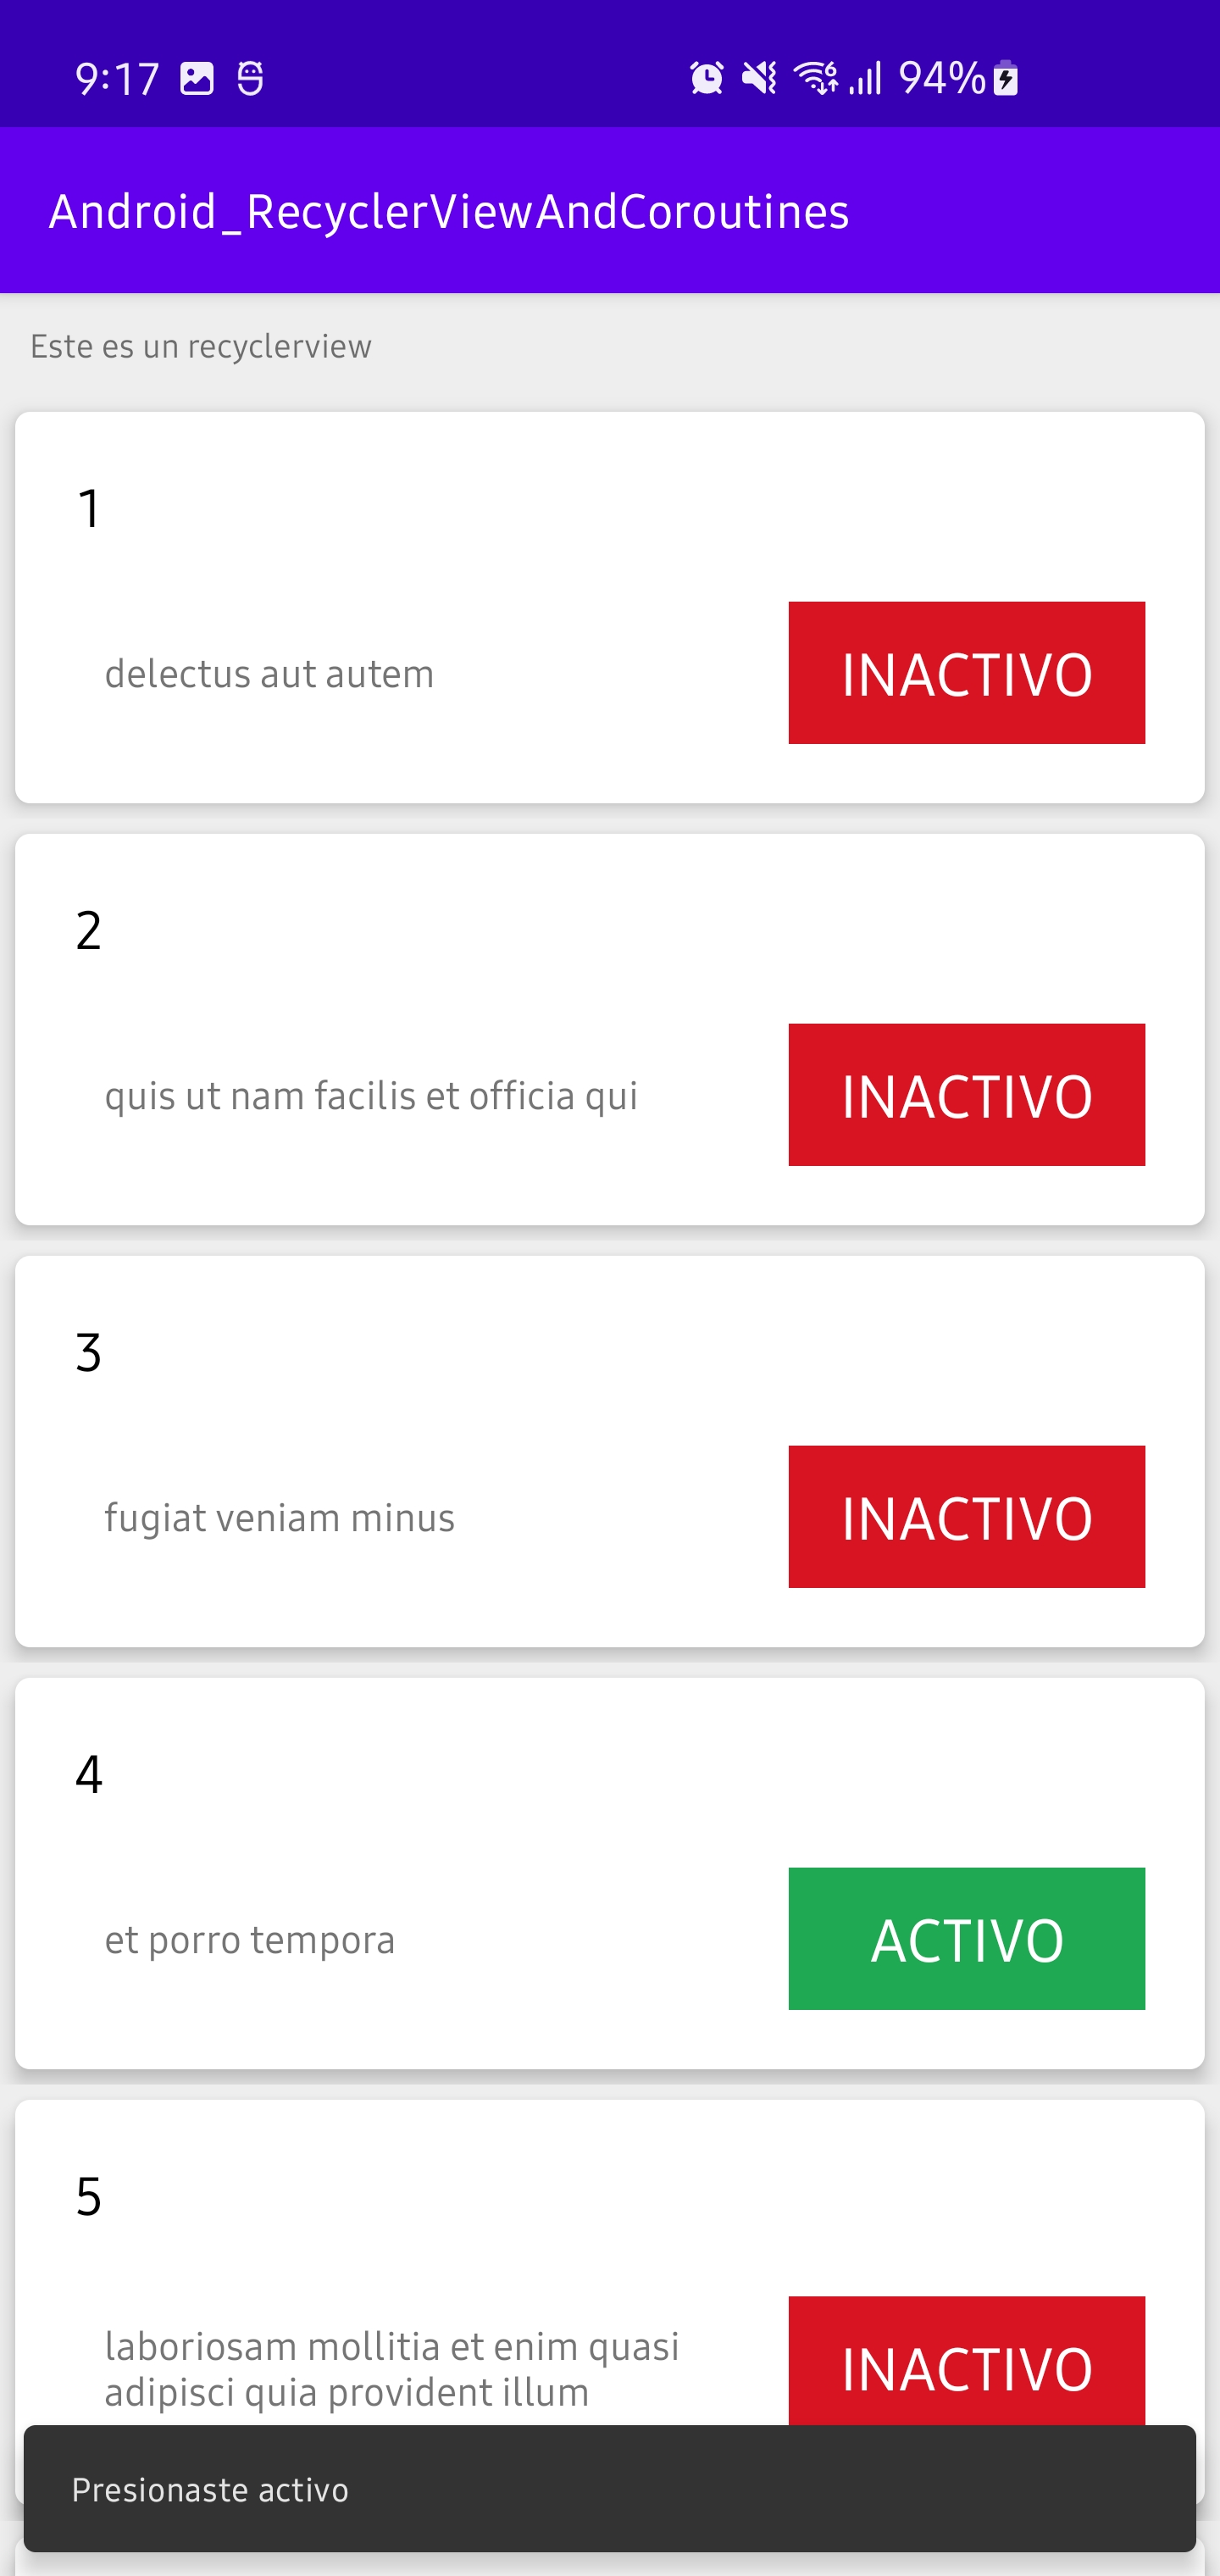 9:17 94%
Android_RecyclerViewAndCoroutines
Este es un recyclerview
1
delectus aut autem INACTIVO
2
quis ut nam facilis et officia qui INACTIVO
3
fugiat veniam minus INACTIVO
4
et porro tempora ACTIVO
5
laboriosam mollitia et enim quasi
adipisci quia provident illum
INACTIVO
Presionaste activo